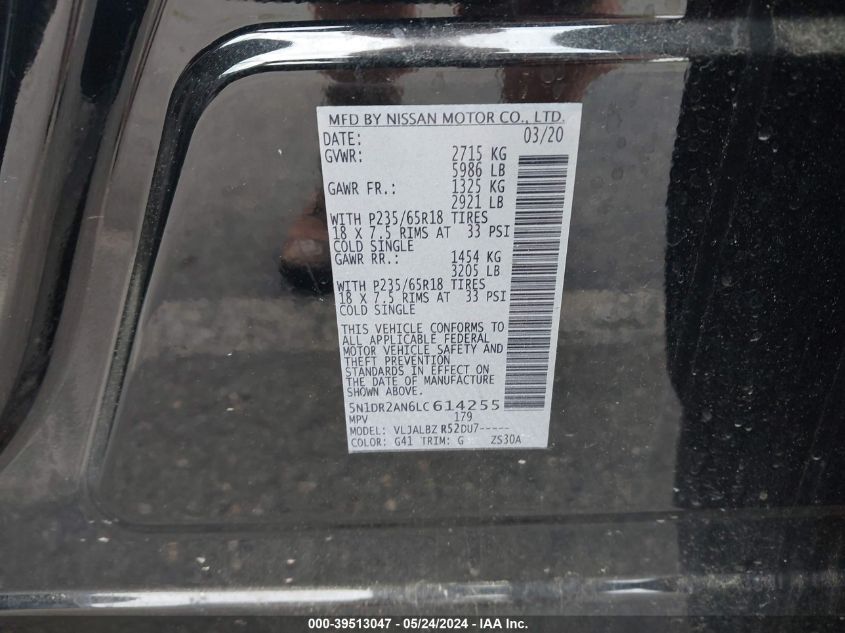 MFD BY NISSAN MOTOR CO., LTD.
DATE: 03/20
GVWR: 2715 KG
5986 LB
GAWR FR.: 1325 KG
2921 LB
WITH P235/65R18 TIRES
18 X 7.5 RIMS AT 33 PSI
COLD SINGLE
GAWR RR.: 1454 KG
3205 LB
WITH P235/65R18 TIRES
18 X 7.5 RIMS AT 33 PSI
COLD SINGLE
THIS VEHICLE CONFORMS TO
ALL APPLICABLE FEDERAL
MOTOR VEHICLE SAFETY AND
THEFT PREVENTION
STANDARDS IN EFFECT ON
THE DATE OF MANUFACTURE
SHOWN ABOVE.
5N1DR2AN6LC614255
MPV 179
MODEL: VLJALBZ R52DU7-----
COLOR: G41 TRIM: G ZS30A
000-39513047 - 05/24/2024 - IAA Inc.